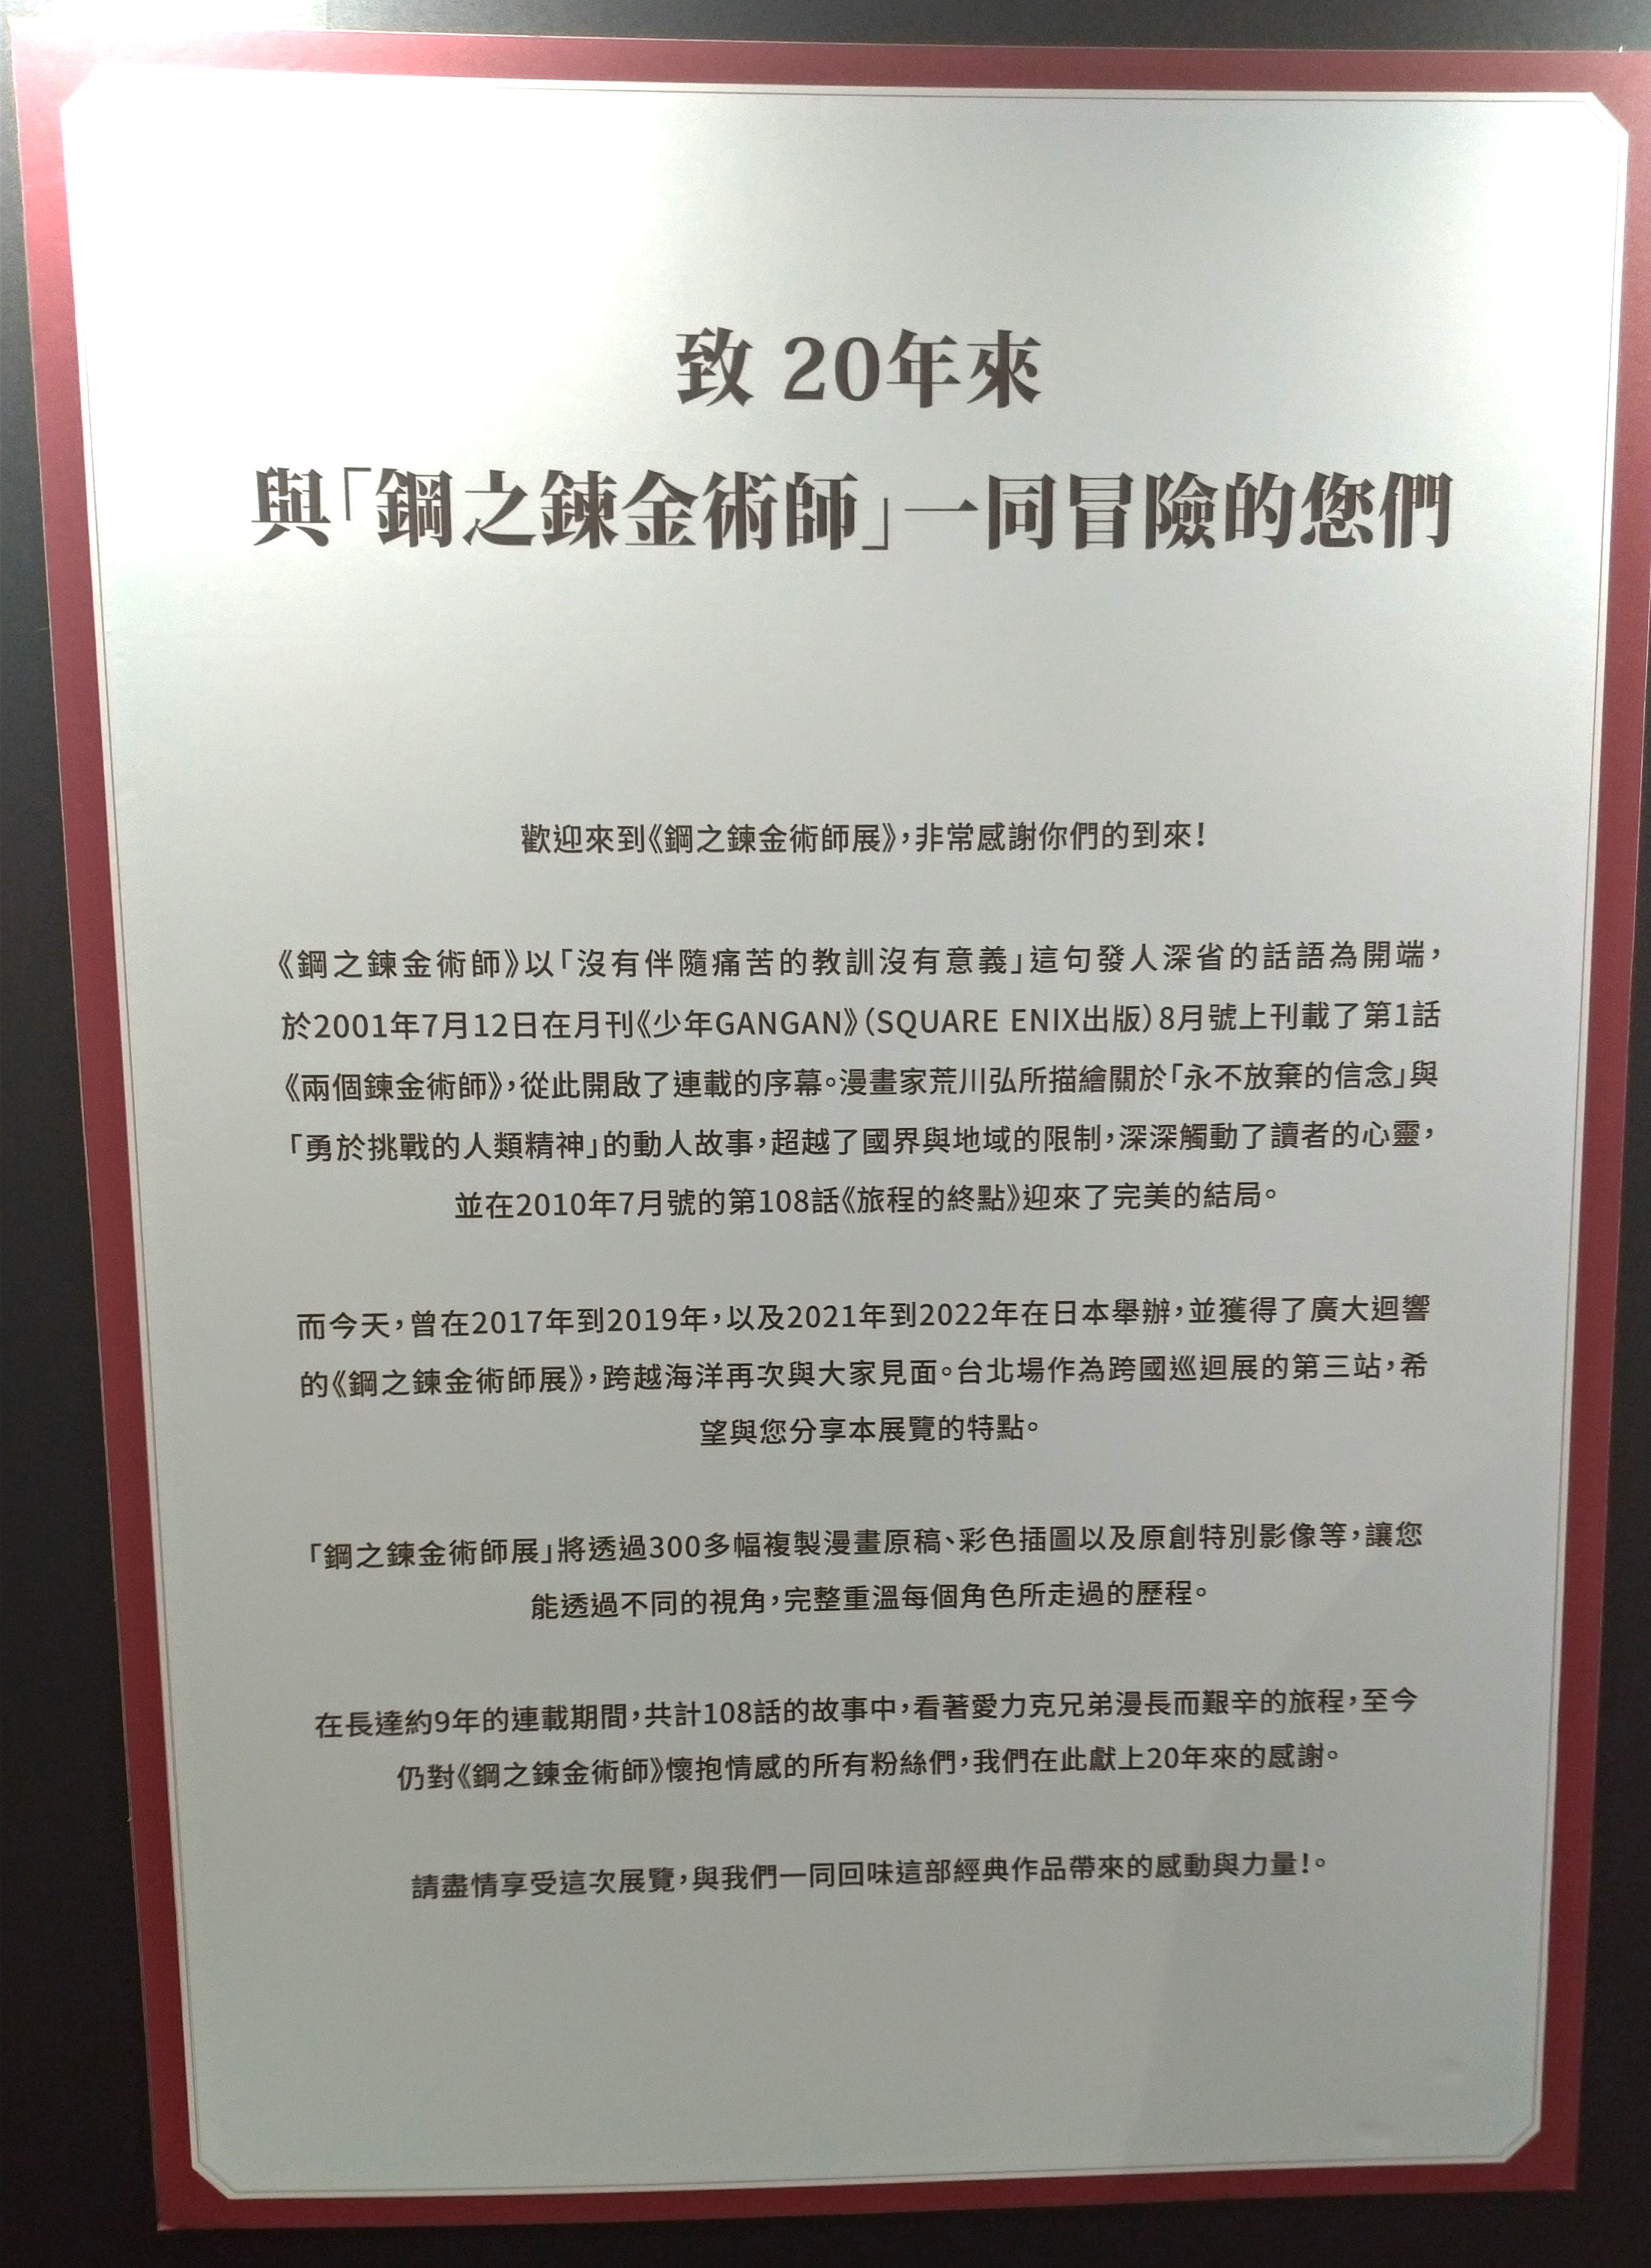 致 20年來
與「鋼之鍊金術師」一同冒險的您們
歡迎來到《鋼之鍊金術師展》，非常感謝你們的到來！
《鋼之鍊金術師》以「沒有伴隨痛苦的教訓沒有意義」這句發人深省的話語為開端，
於2001年7月12日在月刊《少年GANGAN》（SQUARE ENIX出版）8月號上刊載了第1話
《兩個鍊金術師》，從此開啟了連載的序幕。漫畫家荒川弘所描繪關於「永不放棄的信念」與
「勇於挑戰的人類精神」的動人故事，超越了國界與地域的限制，深深觸動了讀者的心靈，
並在2010年7月號的第108話《旅程的終點》迎來了完美的結局。
而今天，曾在2017年到2019年，以及2021年到2022年在日本舉辦，並獲得了廣大迴響
的《鋼之鍊金術師展》，跨越海洋再次與大家見面。台北場作為跨國巡迴展的第三站，希
望與您分享本展覽的特點。
「鋼之鍊金術師展」將透過300多幅複製漫畫原稿、彩色插圖以及原創特別影像等，讓您
能透過不同的視角，完整重溫每個角色所走過的歷程。
在長達約9年的連載期間，共計108話的故事中，看著愛力克兄弟漫長而艱辛的旅程，至今
仍對《鋼之鍊金術師》懷抱情感的所有粉絲們，我們在此獻上20年來的感謝。
請盡情享受這次展覽，與我們一同回味這部經典作品帶來的感動與力量！。